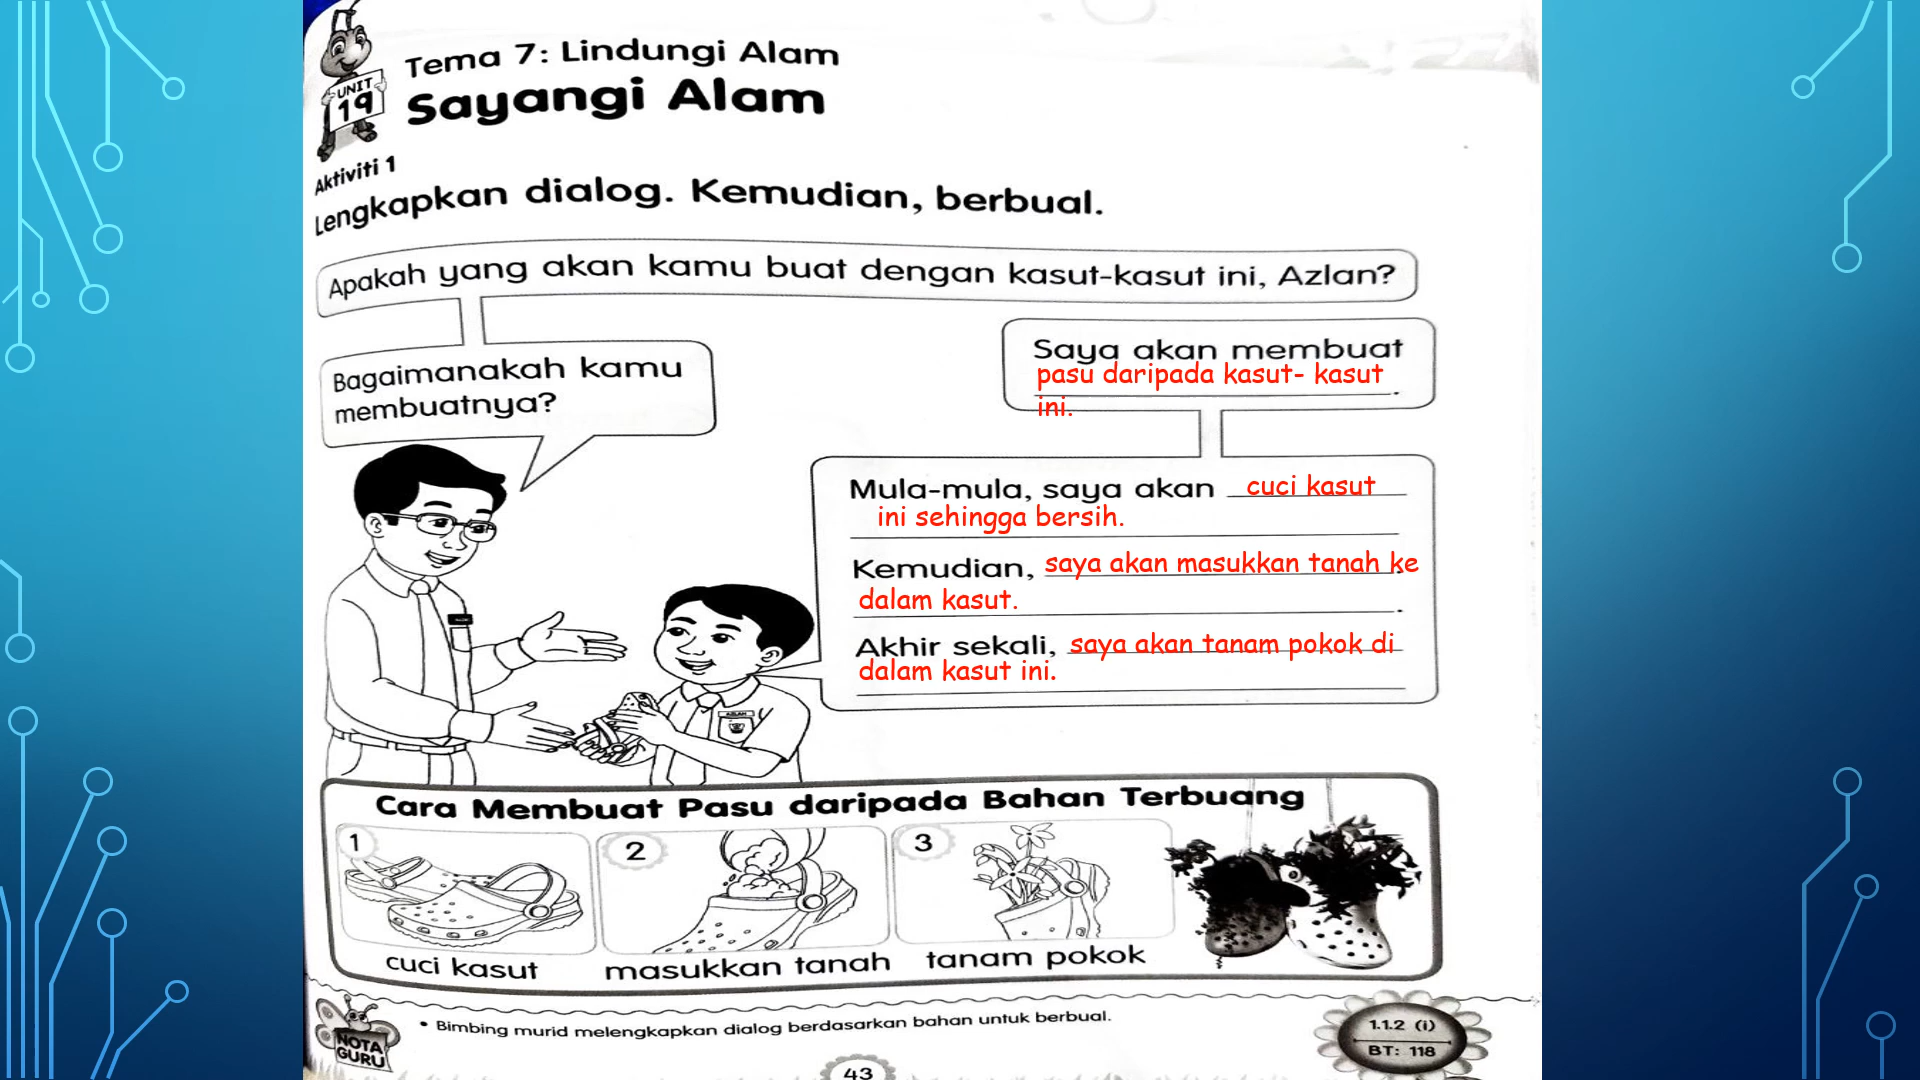 Tema 7: Lindungi Alam
UNIT
19
Sayangi Alam
Aktiviti 1
Lengkapkan dialog. Kemudian, berbual.
Apakah yang akan kamu buat dengan kasut-kasut ini, Azlan?
Bagaimanakah kamu
membuatnya?
Saya akan membuat
pasu daripada kasut- kasut
ini.
Mula-mula, saya akan cuci kasut
ini sehingga bersih.
Kemudian, saya akan masukkan tanah ke
dalam kasut.
Akhir sekali, saya akan tanam pokok di
dalam kasut ini.
AZLAN
Cara Membuat Pasu daripada Bahan Terbuang
1
2
3
cuci kasut
masukkan tanah
tanam pokok
NOTA
GURU
• Bimbing murid melengkapkan dialog berdasarkan bahan untuk berbual.
1.1.2 (i)
BT: 118
43